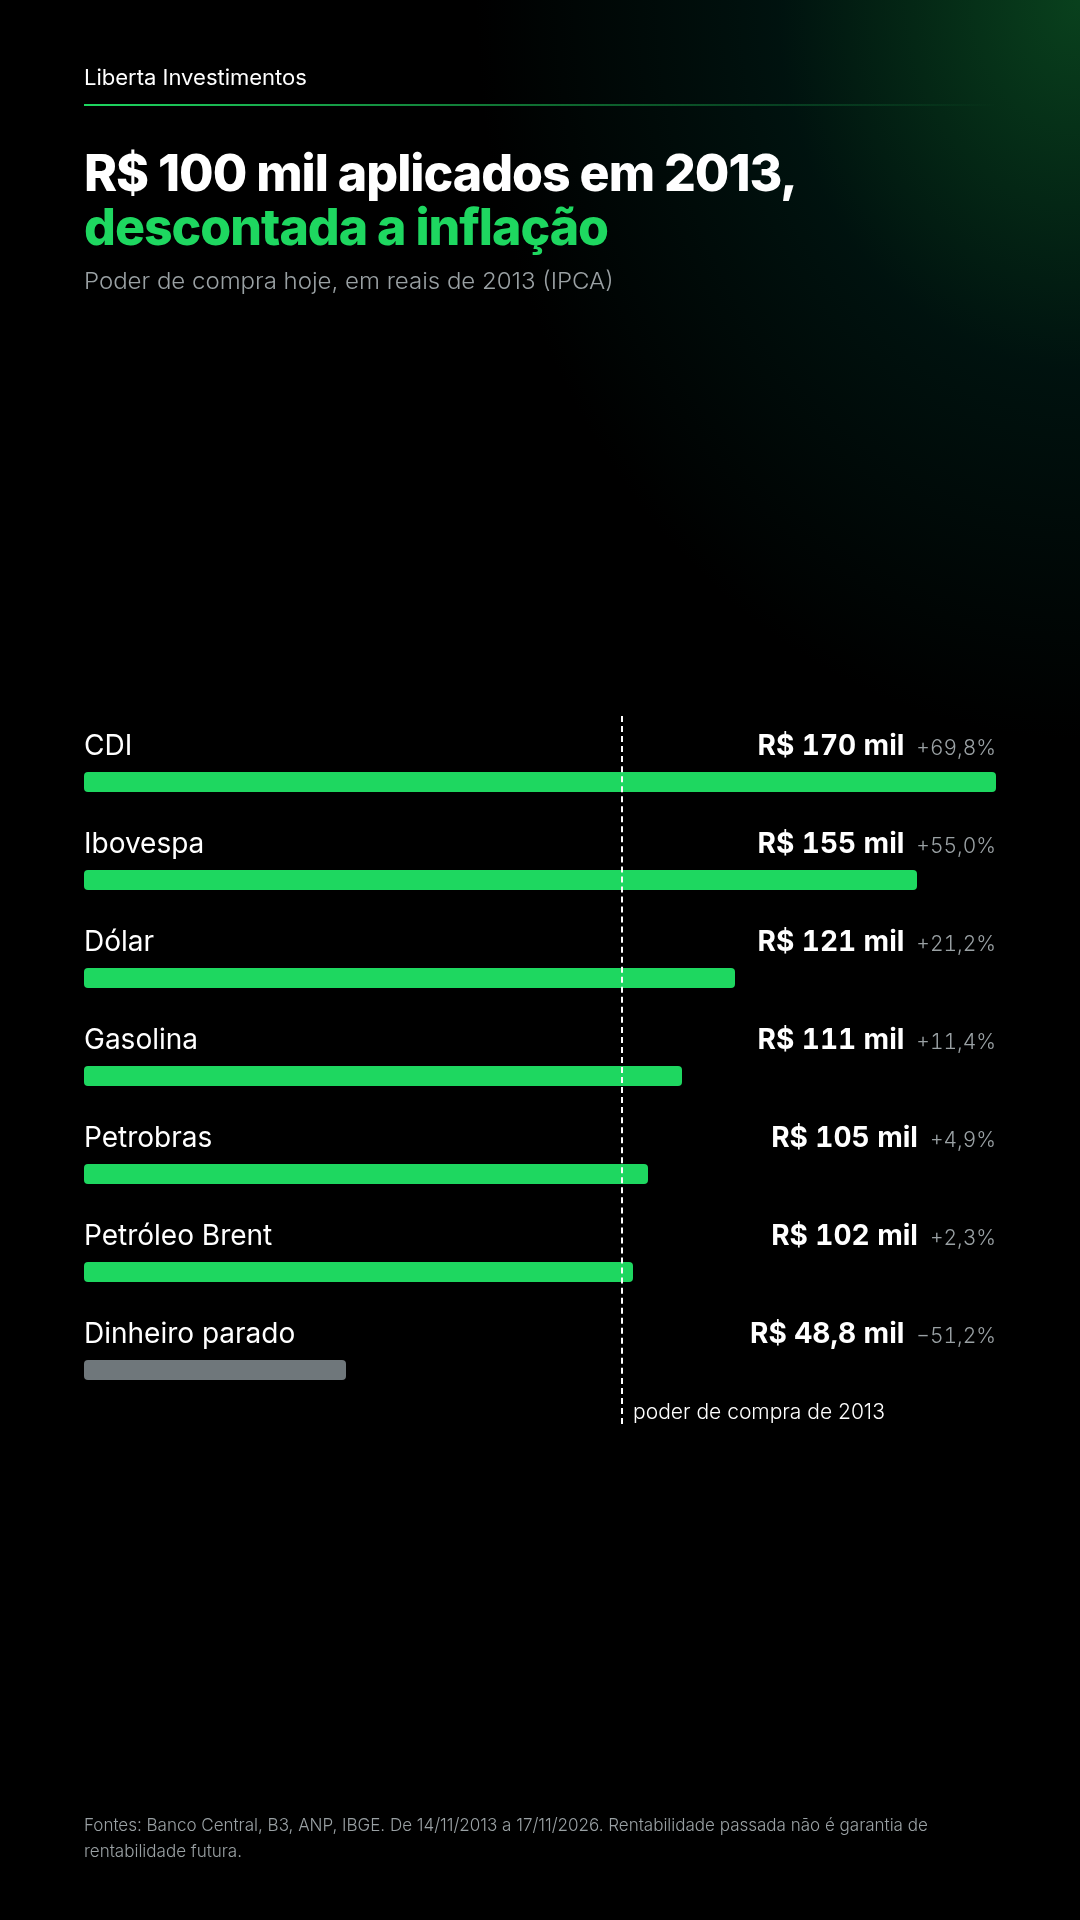 Liberta Investimentos
R$ 100 mil aplicados em 2013,
descontada a inflação
Poder de compra hoje, em reais de 2013 (IPCA)
CDI R$ 170 mil +69,8%
Ibovespa R$ 155 mil +55,0%
Dólar R$ 121 mil +21,2%
Gasolina R$ 111 mil +11,4%
Petrobras R$ 105 mil +4,9%
Petróleo Brent R$ 102 mil +2,3%
Dinheiro parado R$ 48,8 mil −51,2%
poder de compra de 2013
Fontes: Banco Central, B3, ANP, IBGE. De 14/11/2013 a 17/11/2026. Rentabilidade passada não é garantia de
rentabilidade futura.